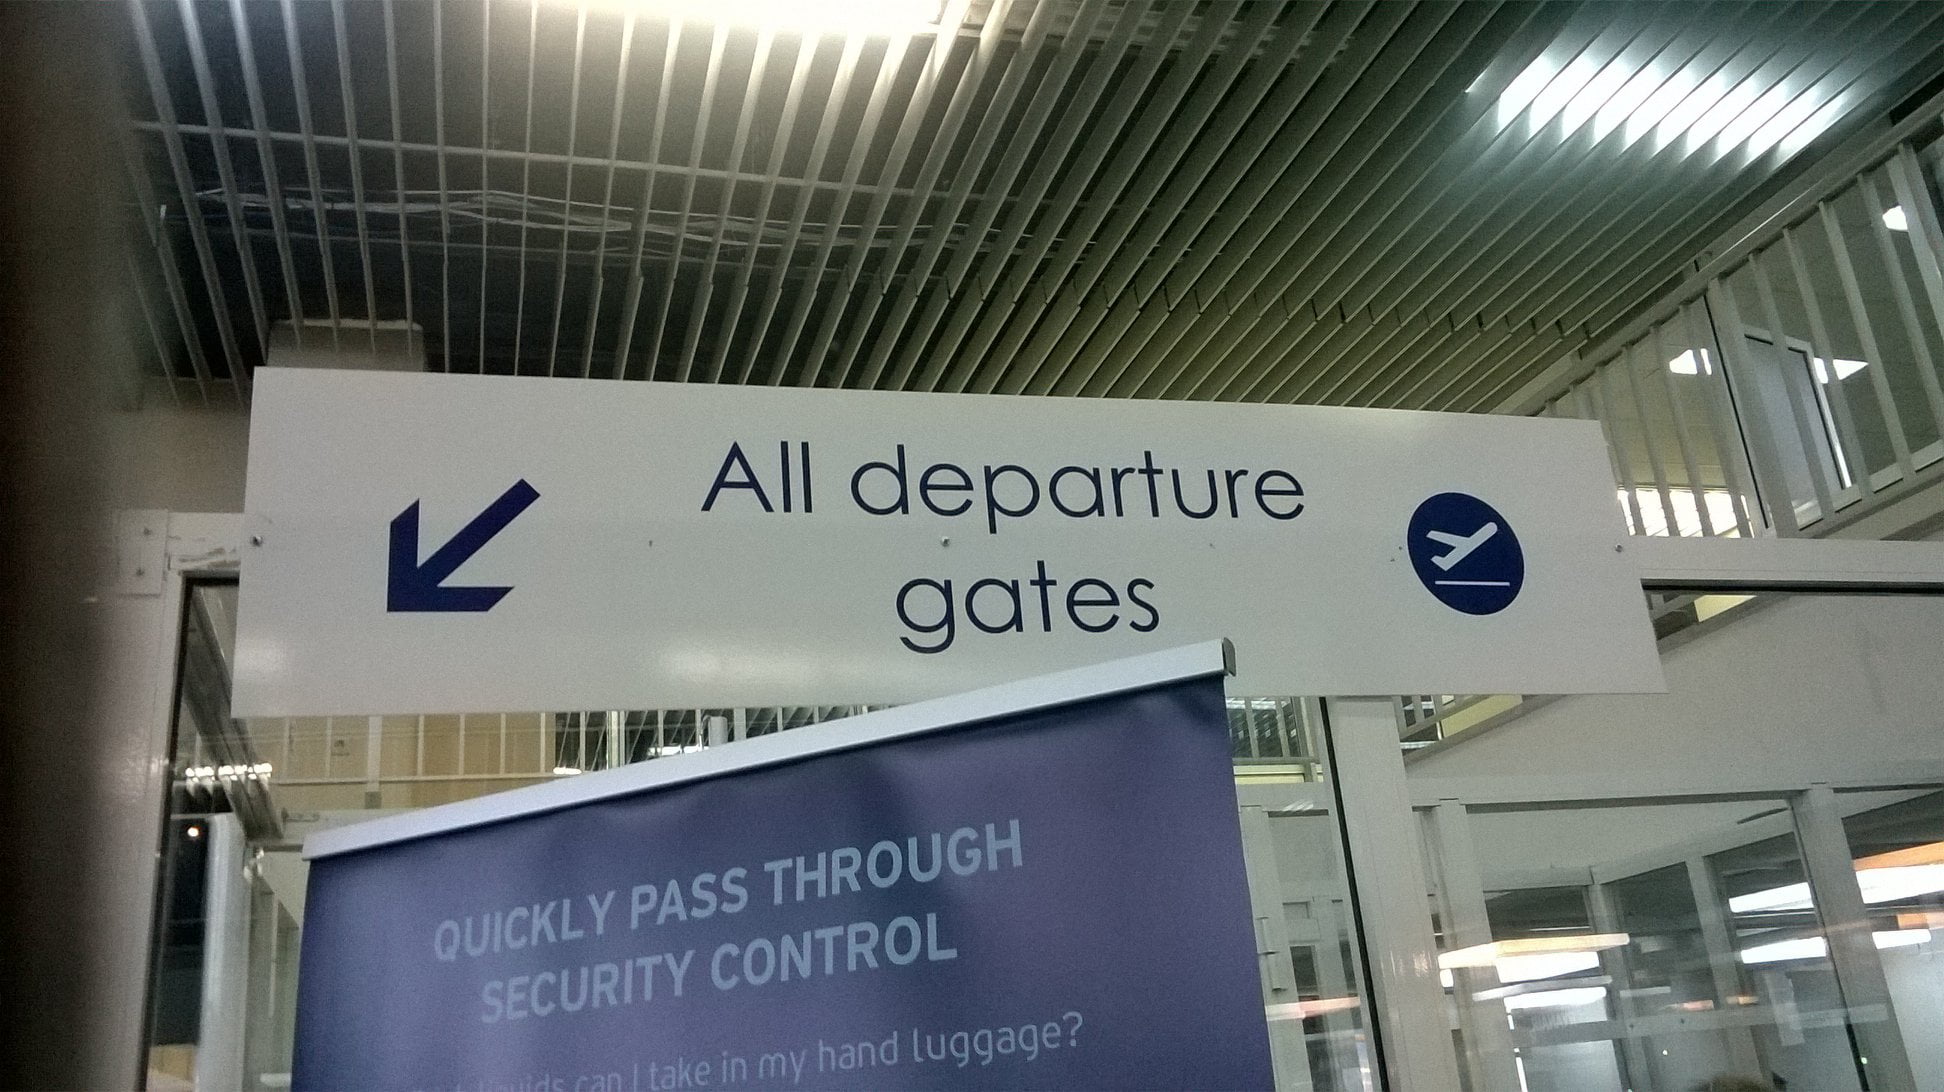 All departure
gates
QUICKLY PASS THROUGH
SECURITY CONTROL
can I take in my hand luggage?